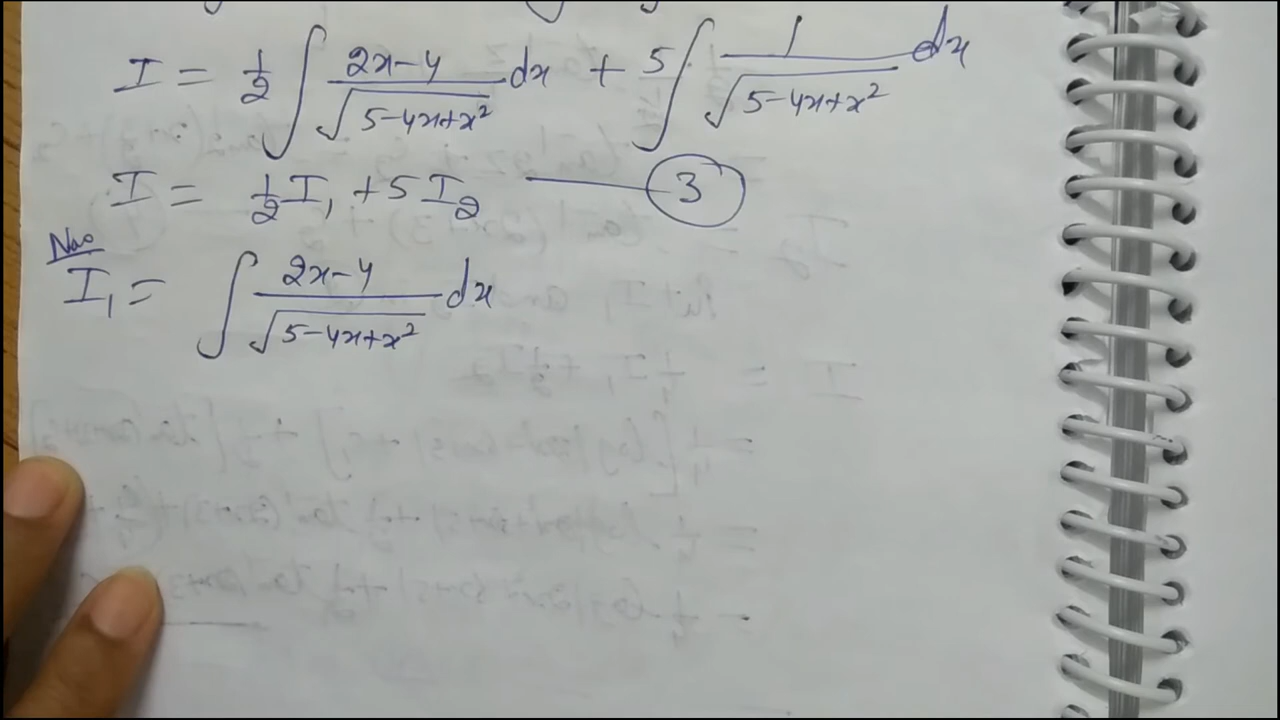 I = 1/2 ∫ (2x-4)/√(5-4x+x²) dx + 5 ∫ 1/√(5-4x+x²) dx
I = 1/2 I₁ + 5 I₂ —— 3
Now
I₁ = ∫ (2x-4)/√(5-4x+x²) dx